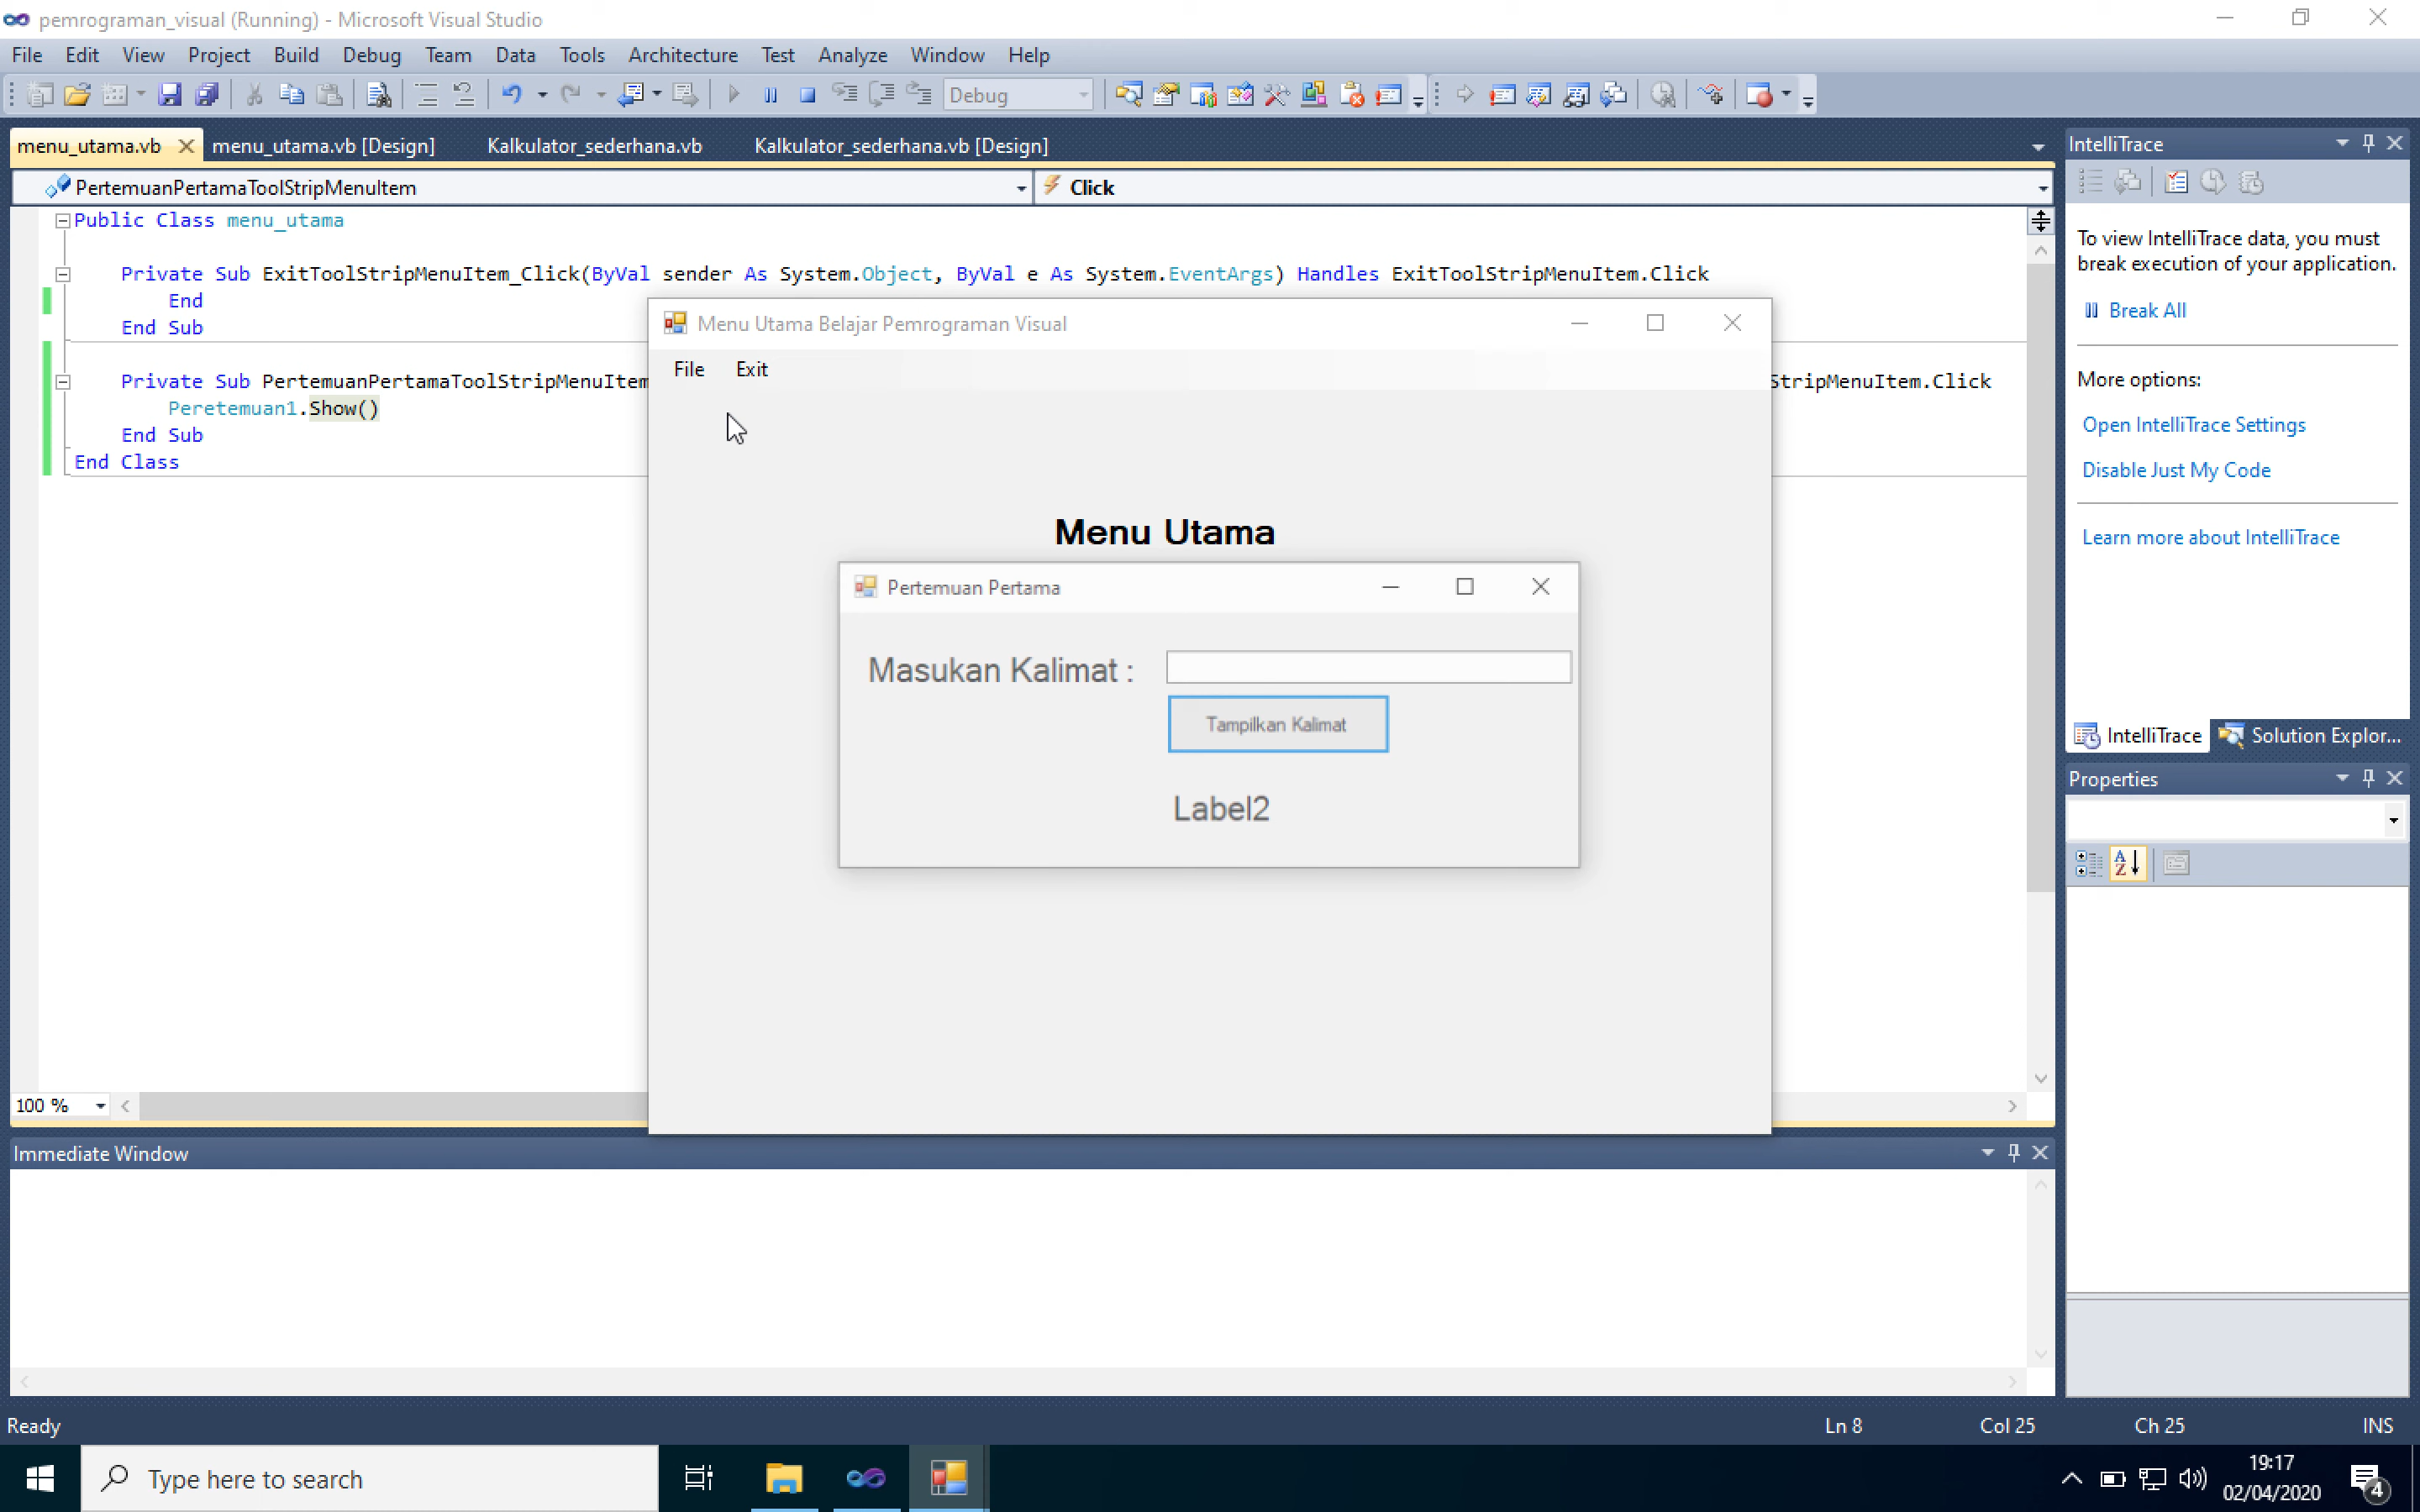 pemrograman_visual (Running) - Microsoft Visual Studio
File Edit View Project Build Debug Team Data Tools Architecture Test Analyze Window Help
Debug
menu_utama.vb menu_utama.vb [Design] Kalkulator_sederhana.vb Kalkulator_sederhana.vb [Design]
PertemuanPertamaToolStripMenuItem Click
Public Class menu_utama
Private Sub ExitToolStripMenuItem_Click(ByVal sender As System.Object, ByVal e As System.EventArgs) Handles ExitToolStripMenuItem.Click
End
End Sub
Private Sub PertemuanPertamaToolStripMenuItem StripMenuItem.Click
Peretemuan1.Show()
End Sub
End Class
Menu Utama Belajar Pemrograman Visual
File Exit
Menu Utama
Pertemuan Pertama
Masukan Kalimat :
Tampilkan Kalimat
Label2
100 %
IntelliTrace
To view IntelliTrace data, you must
break execution of your application.
Break All
More options:
Open IntelliTrace Settings
Disable Just My Code
Learn more about IntelliTrace
IntelliTrace Solution Explor...
Properties
Immediate Window
Ready Ln 8 Col 25 Ch 25 INS
Type here to search
19:17
02/04/2020
4